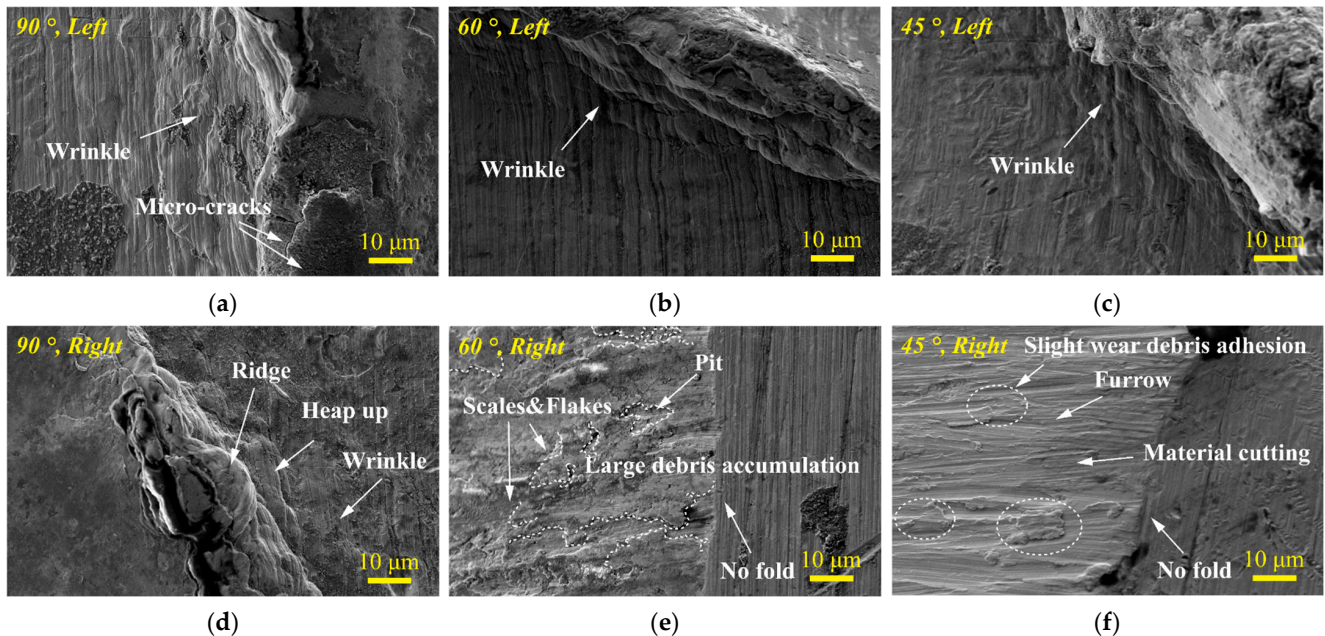 90 °, Left
Wrinkle
Micro-cracks
10 μm
(a)
60 °, Left
Wrinkle
10 μm
(b)
45 °, Left
Wrinkle
10 μm
(c)
90 °, Right
Ridge
Heap up
Wrinkle
10 μm
(d)
60 °, Right
Pit
Scales&Flakes
Large debris accumulation
No fold
10 μm
(e)
45 °, Right
Slight wear debris adhesion
Furrow
Material cutting
No fold
10 μm
(f)